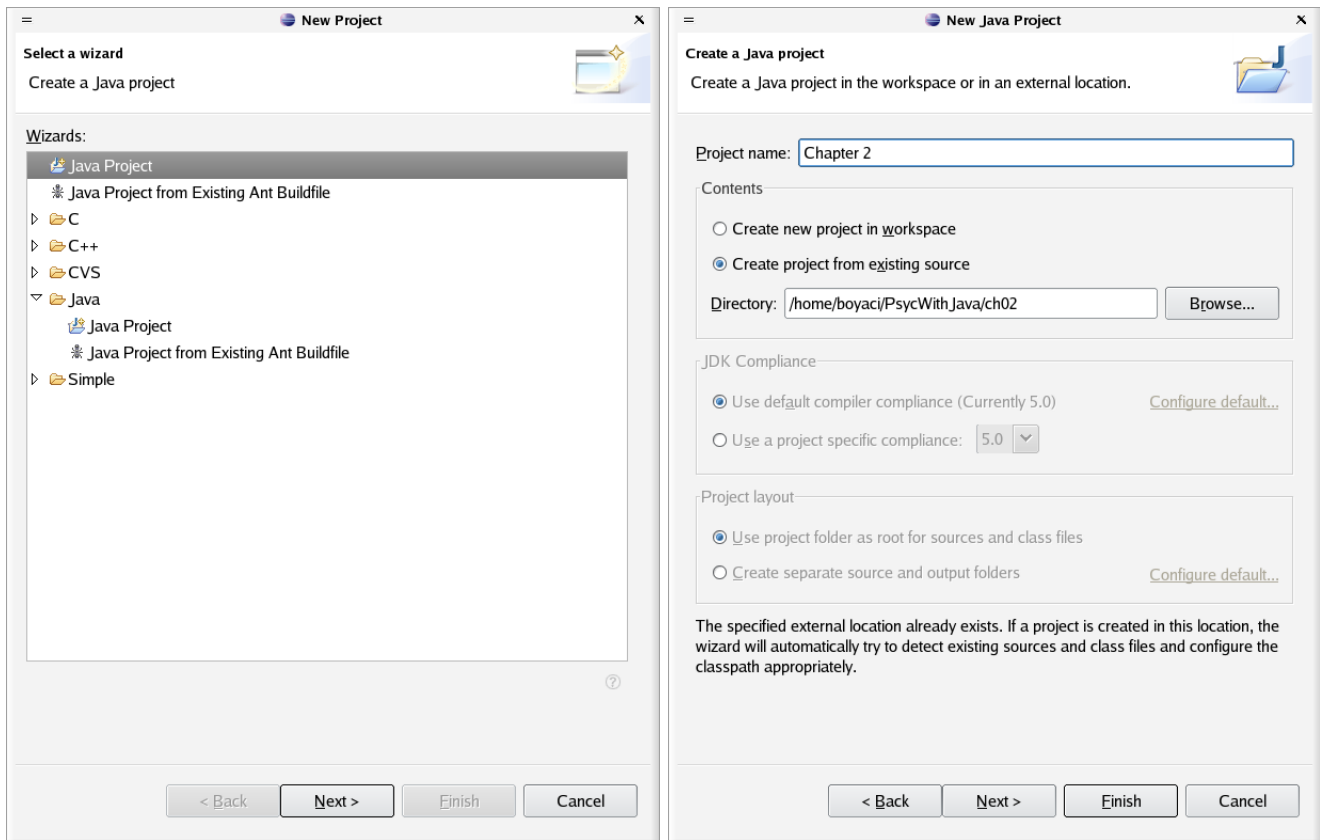 New Project
Select a wizard
Create a Java project
Wizards:
Java Project
Java Project from Existing Ant Buildfile
C
C++
CVS
Java
Java Project
Java Project from Existing Ant Buildfile
Simple
< Back
Next >
Finish
Cancel
New Java Project
Create a Java project
Create a Java project in the workspace or in an external location.
Project name: Chapter 2
Contents
Create new project in workspace
Create project from existing source
Directory: /home/boyaci/PsycWithJava/ch02 Browse...
JDK Compliance
Use default compiler compliance (Currently 5.0) Configure default...
Use a project specific compliance: 5.0
Project layout
Use project folder as root for sources and class files
Create separate source and output folders Configure default...
The specified external location already exists. If a project is created in this location, the
wizard will automatically try to detect existing sources and class files and configure the
classpath appropriately.
< Back
Next >
Finish
Cancel